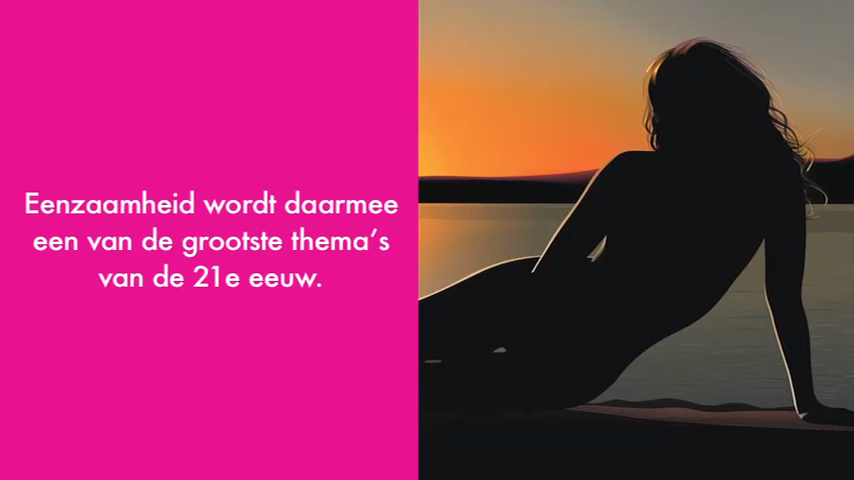 Eenzaamheid wordt daarmee
een van de grootste thema’s
van de 21e eeuw.